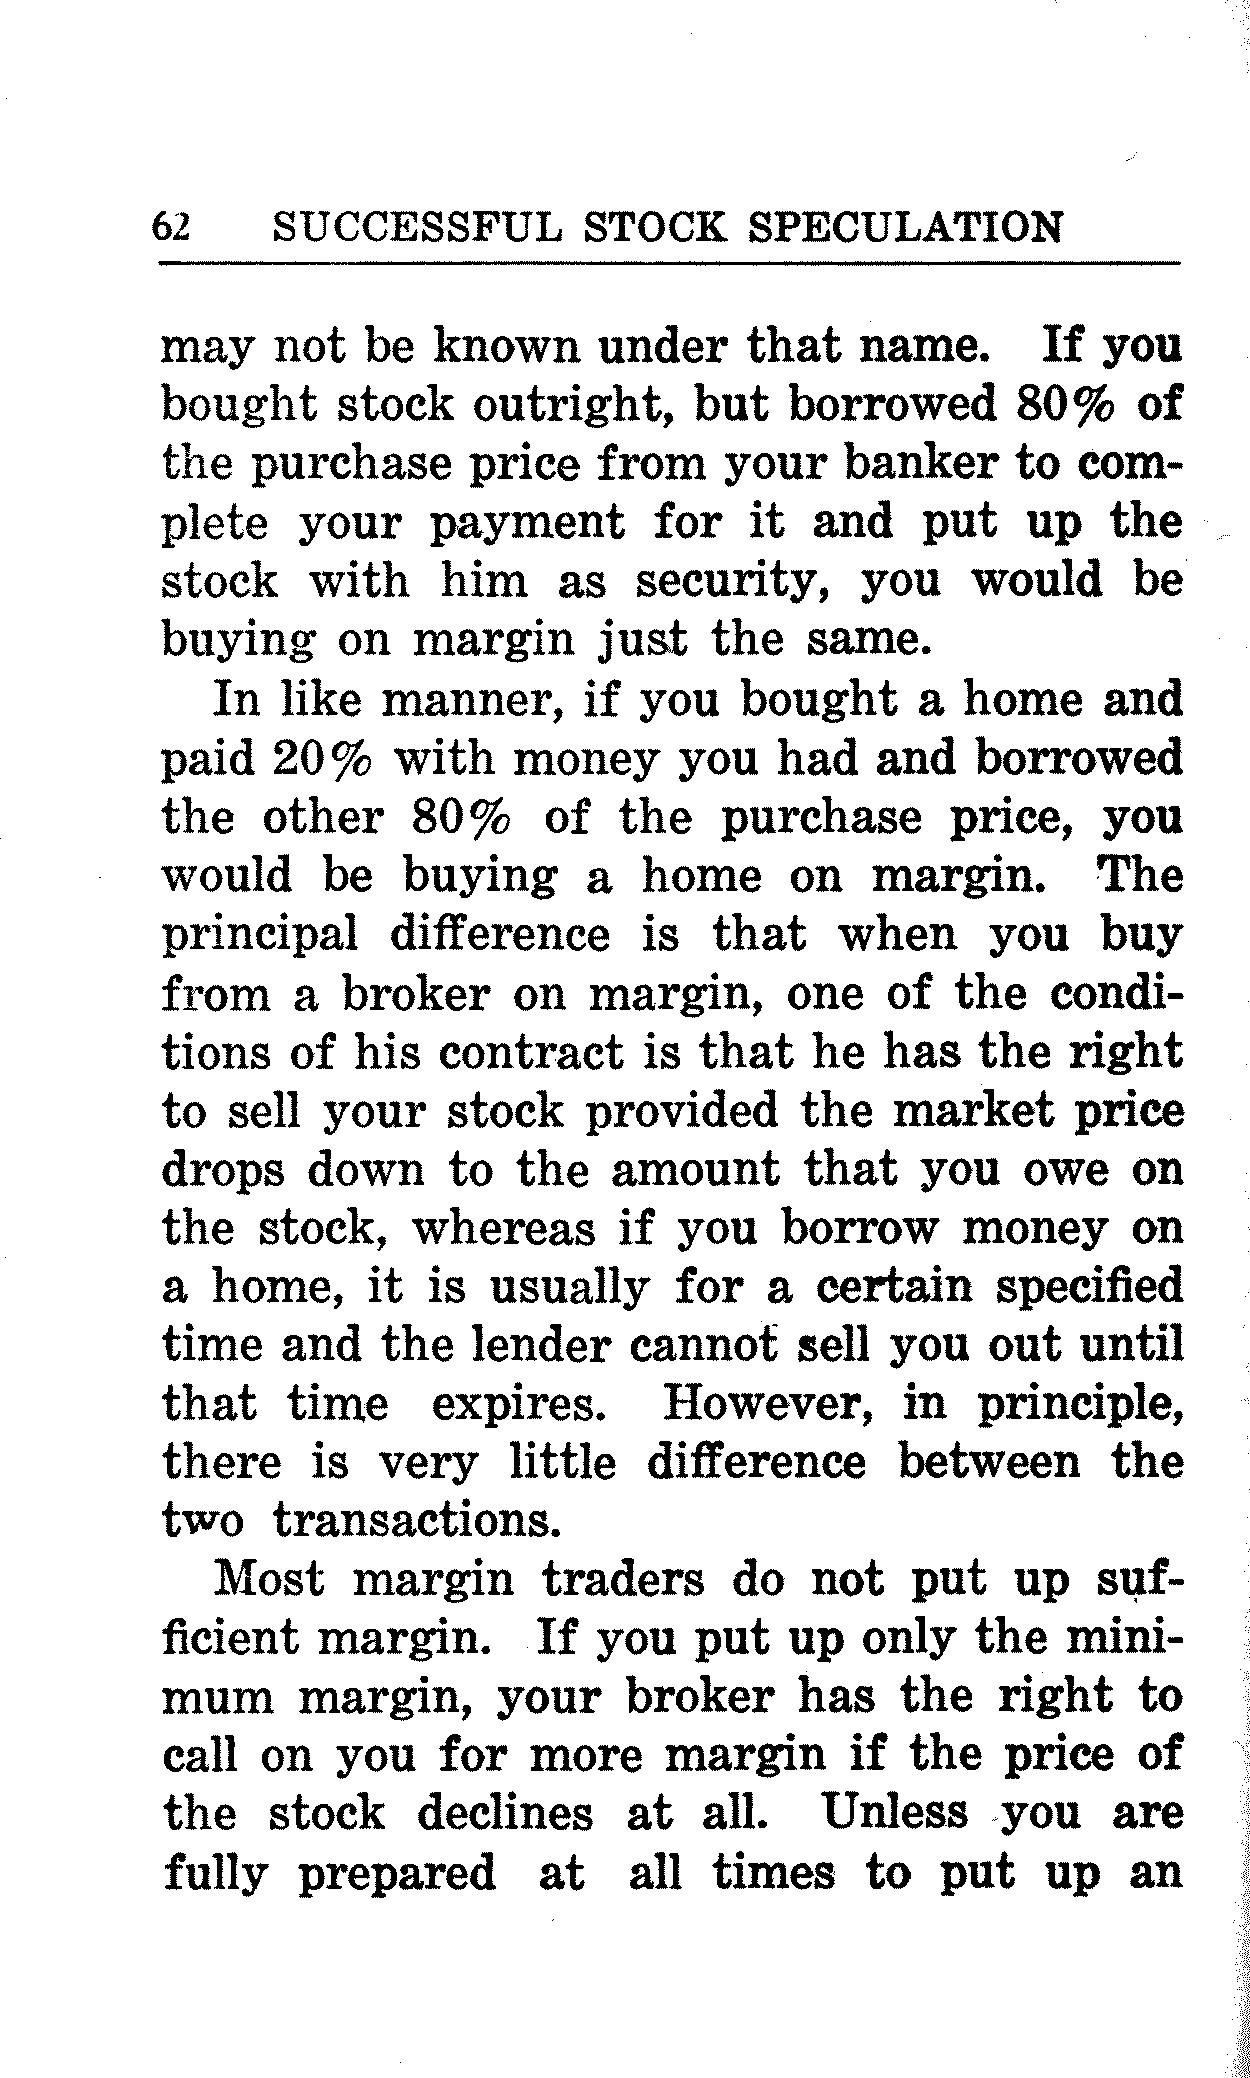 62 SUCCESSFUL STOCK SPECULATION
may not be known under that name. If you
bought stock outright, but borrowed 80% of
the purchase price from your banker to com-
plete your payment for it and put up the
stock with him as security, you would be
buying on margin just the same.
In like manner, if you bought a home and
paid 20% with money you had and borrowed
the other 80% of the purchase price, you
would be buying a home on margin. The
principal difference is that when you buy
from a broker on margin, one of the condi-
tions of his contract is that he has the right
to sell your stock provided the market price
drops down to the amount that you owe on
the stock, whereas if you borrow money on
a home, it is usually for a certain specified
time and the lender cannot sell you out until
that time expires. However, in principle,
there is very little difference between the
two transactions.
Most margin traders do not put up suf-
ficient margin. If you put up only the mini-
mum margin, your broker has the right to
call on you for more margin if the price of
the stock declines at all. Unless you are
fully prepared at all times to put up an